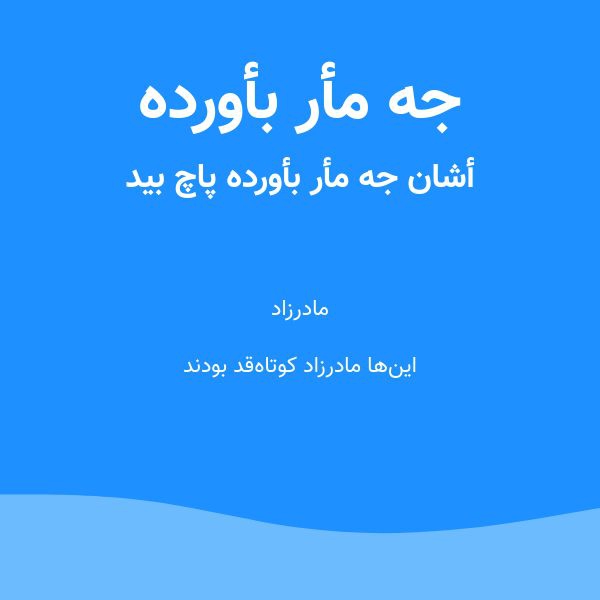 جه مأر بأورده
أشان جه مأر بأورده پاچ بید
مادرزاد
این‌ها مادرزاد کوتاه‌قد بودند